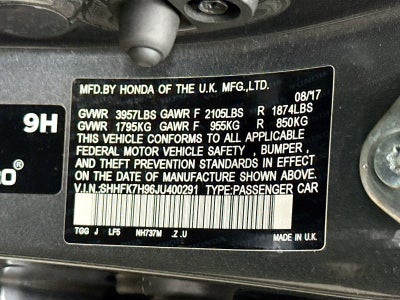 MFD.BY HONDA OF THE U.K. MFG.,LTD.
08/17
GVWR 3957LBS GAWR F 2105LBS R 1874LBS
GVWR 1795KG GAWR F 955KG R 850KG
THIS VEHICLE CONFORMS TO ALL APPLICABLE
FEDERAL MOTOR VEHICLE SAFETY , BUMPER ,
AND THEFT PREVENTION STANDARDS IN EFFECT
ON THE DATE OF MANUFACTURE SHOWN ABOVE.
V.I.N.:SHHFK7H96JU400291 TYPE:PASSENGER CAR
TGG J LF5 NH737M .Z .U MADE IN U.K.
9H
CO®